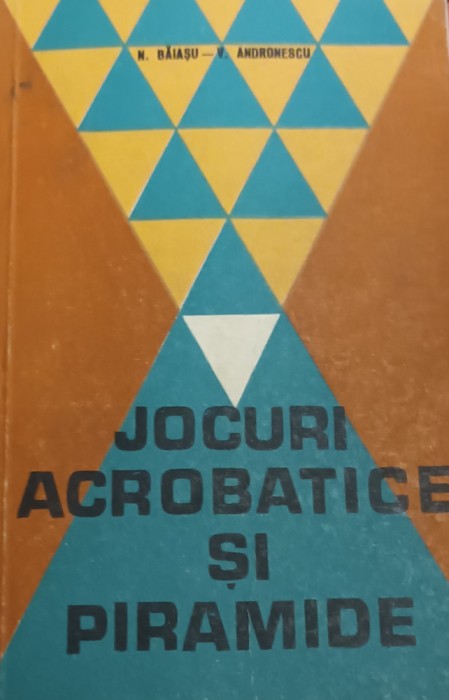 N. BĂIAȘU — V. ANDRONESCU
JOCURI
ACROBATICE
ȘI
PIRAMIDE